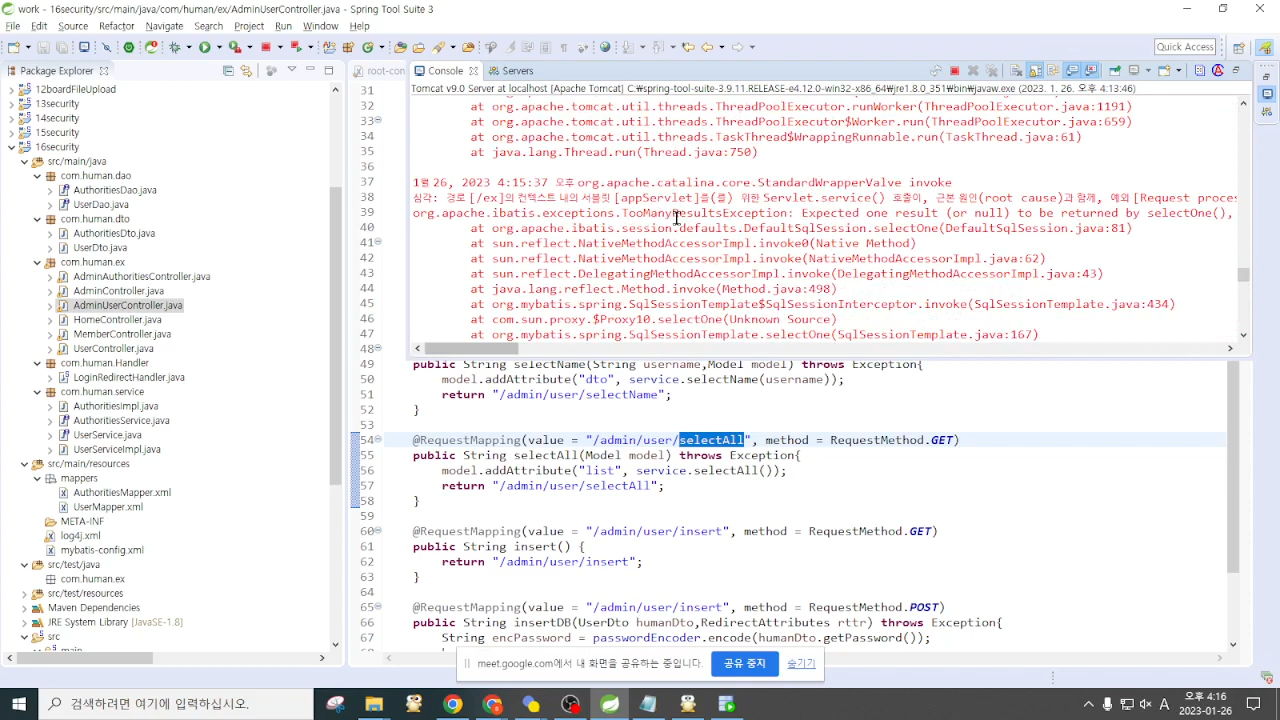 work - 16security/src/main/java/com/human/ex/AdminUserController.java - Spring Tool Suite 3
File Edit Source Refactor Navigate Search Project Run Window Help
Quick Access
Package Explorer
12boardFileUpload
13security
14security
15security
16security
src/main/java
com.human.dao
AuthoritiesDao.java
UserDao.java
com.human.dto
AuthoritiesDto.java
UserDto.java
com.human.ex
AdminAuthoritiesController.java
AdminController.java
AdminUserController.java
HomeController.java
MemberController.java
UserController.java
com.human.Handler
LoginRedirectHandler.java
com.human.service
AuthoritiesImpl.java
AuthoritiesService.java
UserService.java
UserServiceImpl.java
src/main/resources
mappers
AuthoritiesMapper.xml
UserMapper.xml
META-INF
log4j.xml
mybatis-config.xml
src/test/java
com.human.ex
src/test/resources
Maven Dependencies
JRE System Library [JavaSE-1.8]
src
main
root-con
Console Servers
Tomcat v9.0 Server at localhost [Apache Tomcat] C:\spring-tool-suite-3.9.11.RELEASE-e4.12.0-win32-x86_64\jre1.8.0_351\bin\javaw.exe (2023. 1. 26. 오후 4:13:46)
31
32 at org.apache.tomcat.util.threads.ThreadPoolExecutor.runWorker(ThreadPoolExecutor.java:1191)
33 at org.apache.tomcat.util.threads.ThreadPoolExecutor$Worker.run(ThreadPoolExecutor.java:659)
34 at org.apache.tomcat.util.threads.TaskThread$WrappingRunnable.run(TaskThread.java:61)
35 at java.lang.Thread.run(Thread.java:750)
36
37 1월 26, 2023 4:15:37 오후 org.apache.catalina.core.StandardWrapperValve invoke
38 심각: 경로 [/ex]의 컨텍스트 내의 서블릿 [appServlet]을(를) 위한 Servlet.service() 호출이, 근본 원인(root cause)과 함께, 예외 [Request proces
39 org.apache.ibatis.exceptions.TooManyResultsException: Expected one result (or null) to be returned by selectOne(),
40 at org.apache.ibatis.session.defaults.DefaultSqlSession.selectOne(DefaultSqlSession.java:81)
41 at sun.reflect.NativeMethodAccessorImpl.invoke0(Native Method)
42 at sun.reflect.NativeMethodAccessorImpl.invoke(NativeMethodAccessorImpl.java:62)
43 at sun.reflect.DelegatingMethodAccessorImpl.invoke(DelegatingMethodAccessorImpl.java:43)
44 at java.lang.reflect.Method.invoke(Method.java:498)
45 at org.mybatis.spring.SqlSessionTemplate$SqlSessionInterceptor.invoke(SqlSessionTemplate.java:434)
46 at com.sun.proxy.$Proxy10.selectOne(Unknown Source)
47 at org.mybatis.spring.SqlSessionTemplate.selectOne(SqlSessionTemplate.java:167)
48
49 public String selectName(String username,Model model) throws Exception{
50 model.addAttribute("dto", service.selectName(username));
51 return "/admin/user/selectName";
52 }
53
54 @RequestMapping(value = "/admin/user/selectAll", method = RequestMethod.GET)
55 public String selectAll(Model model) throws Exception{
56 model.addAttribute("list", service.selectAll());
57 return "/admin/user/selectAll";
58 }
59
60 @RequestMapping(value = "/admin/user/insert", method = RequestMethod.GET)
61 public String insert() {
62 return "/admin/user/insert";
63 }
64
65 @RequestMapping(value = "/admin/user/insert", method = RequestMethod.POST)
66 public String insertDB(UserDto humanDto,RedirectAttributes rttr) throws Exception{
67 String encPassword = passwordEncoder.encode(humanDto.getPassword());
meet.google.com에서 내 화면을 공유하는 중입니다. 공유 중지 숨기기
검색하려면 여기에 입력하십시오.
A
오후 4:16
2023-01-26